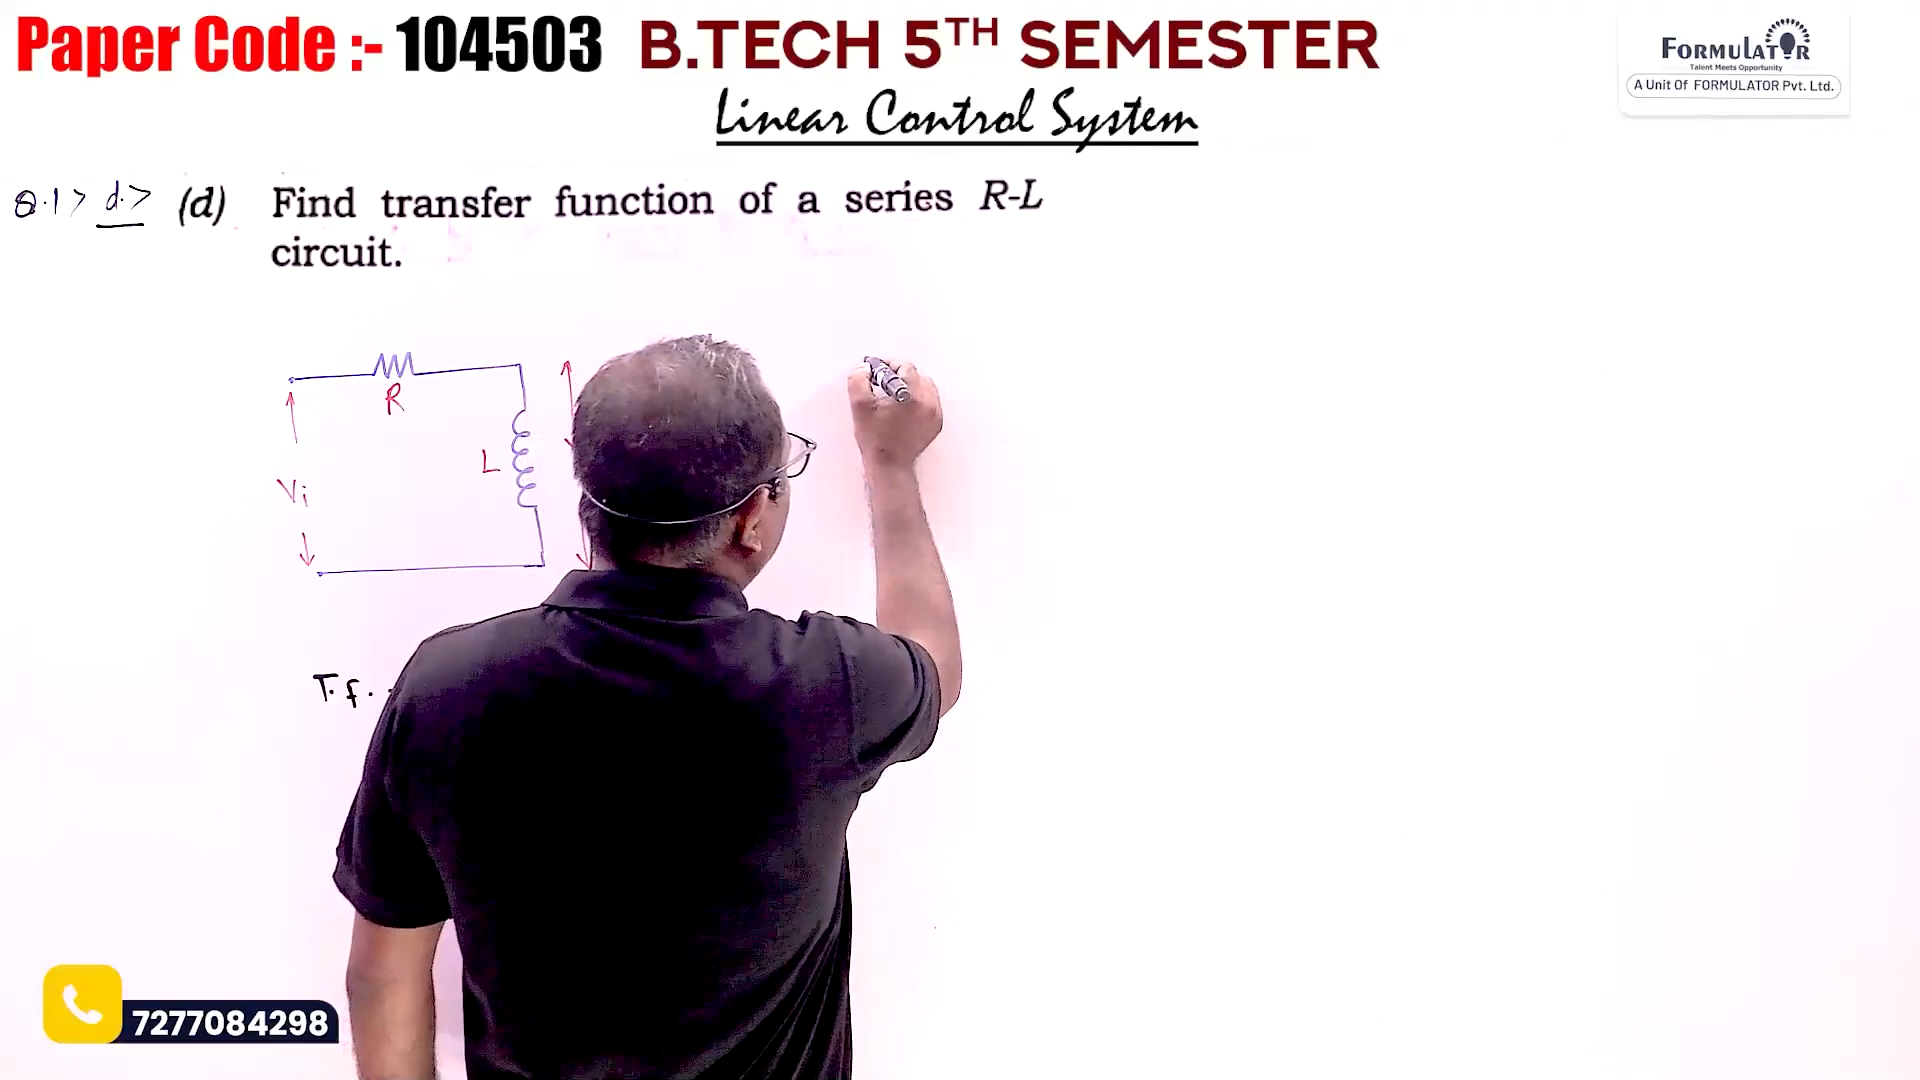 Paper Code :- 104503 B.TECH 5TH SEMESTER
Linear Control System
FORMULATOR
Talent Meets Opportunity
A Unit Of FORMULATOR Pvt. Ltd.
Q.1> d.> (d) Find transfer function of a series R-L
circuit.
R
L
Vi
T.f.
7277084298